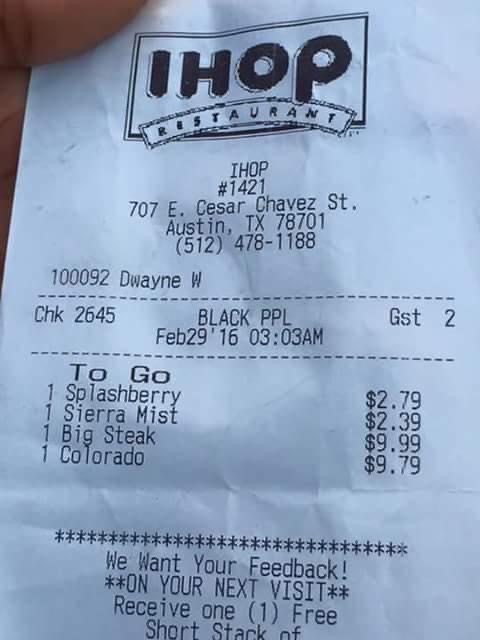 IHOP
RESTAURANT
IHOP
#1421
707 E. Cesar Chavez St.
Austin, TX 78701
(512) 478-1188
100092 Dwayne W
Chk 2645 BLACK PPL Gst 2
Feb29'16 03:03AM
To Go
1 Splashberry $2.79
1 Sierra Mist $2.39
1 Big Steak $9.99
1 Colorado $9.79
**********************************
We Want Your Feedback!
**ON YOUR NEXT VISIT**
Receive one (1) Free
Short Stack of